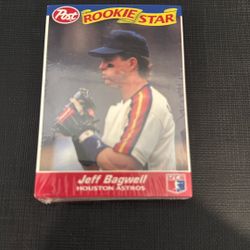 Post
ROOKIE STAR
Jeff Bagwell
HOUSTON ASTROS